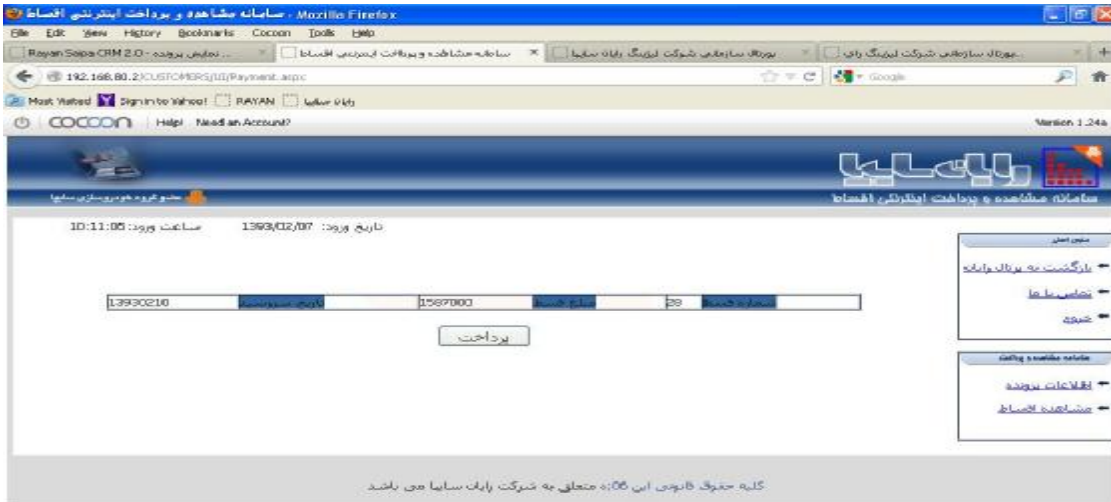 سامانه مشاهده و پرداخت اینترنتی اقساط - Mozilla Firefox
File Edit View History Bookmarks Cocoon Tools Help
Rayan Saipa CRM 2.0 - نمایش پرونده ...
سامانه مشاهده و پرداخت اینترنتی اقساط
پورتال سازمانی شرکت لیزینگ رایان سایپا
پورتال سازمانی شرکت لیزینگ رای...
192.168.80.2/CUSTOMERS/UI/Payment.aspx
Google
Most Visited Sign in to Yahoo! RAYAN رایان سایپا
COCOON Help! Need an Account? Version 1.24a
رایان سایپا
سامانه مشاهده و پرداخت اینترنتی اقساط
عضو گروه خودروسازی سایپا
تاریخ ورود: 1393/02/07 ساعت ورود: 10:11:06
منوی اصلی
بازگشت به پرتال رایان
تماس با ما
خروج
شماره قسط 28 مبلغ قسط 1587000 تاریخ سررسید 13930210
پرداخت
سامانه مشاهده و پرداخت
اطلاعات پرونده
مشاهده اقساط
کلیه حقوق قانونی این 06:ه متعلق به شرکت رایان سایپا می باشد